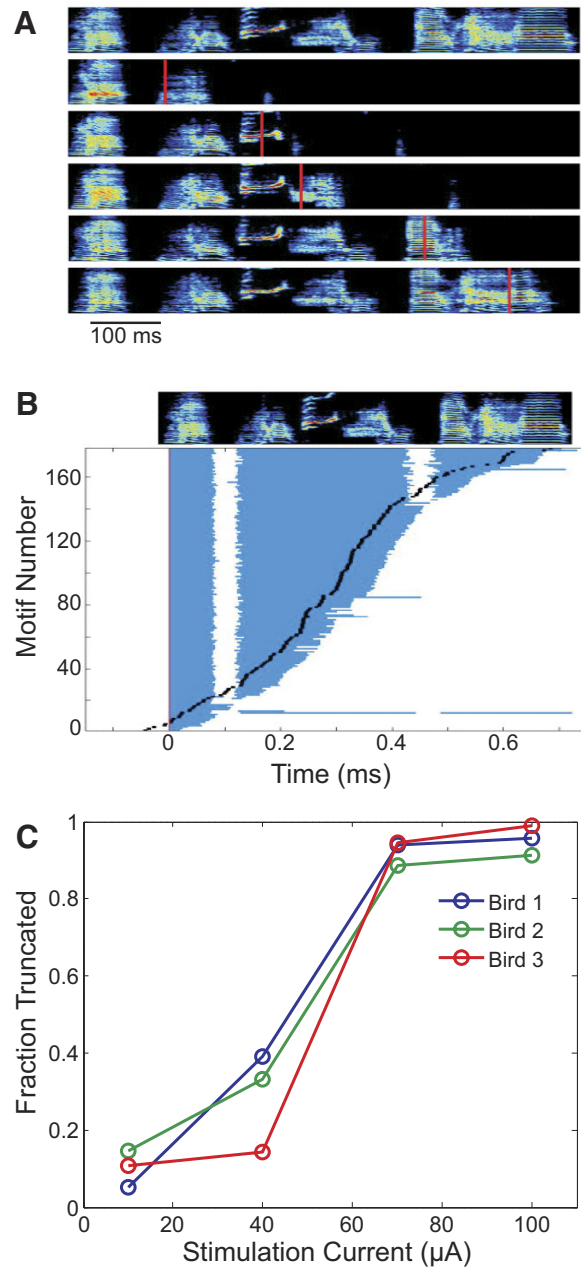 A
100 ms
B
Motif Number
160
120
80
40
0
0
0.2
0.4
0.6
Time (ms)
C
Fraction Truncated
1
0.8
0.6
0.4
0.2
0
Bird 1
Bird 2
Bird 3
0
20
40
60
80
100
Stimulation Current (µA)